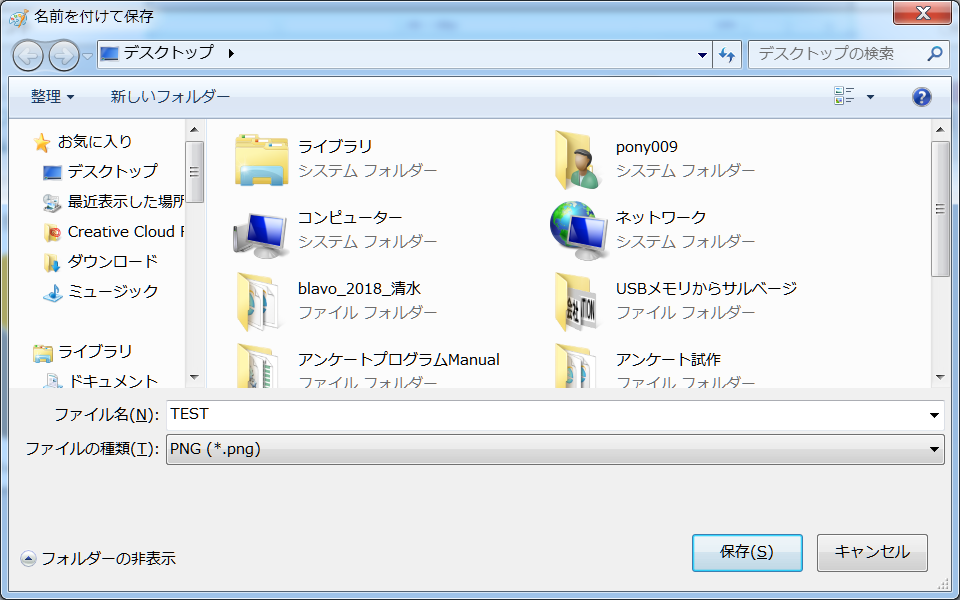 名前を付けて保存
デスクトップ
デスクトップの検索
整理
新しいフォルダー
お気に入り
デスクトップ
最近表示した場所
Creative Cloud F
ダウンロード
ミュージック
ライブラリ
ドキュメント
ライブラリ
システム フォルダー
pony009
システム フォルダー
コンピューター
システム フォルダー
ネットワーク
システム フォルダー
blavo_2018_清水
ファイル フォルダー
USBメモリからサルベージ
ファイル フォルダー
アンケートプログラムManual
ファイル フォルダー
アンケート試作
ファイル フォルダー
ファイル名(N): TEST
ファイルの種類(T): PNG (*.png)
フォルダーの非表示
保存(S)
キャンセル